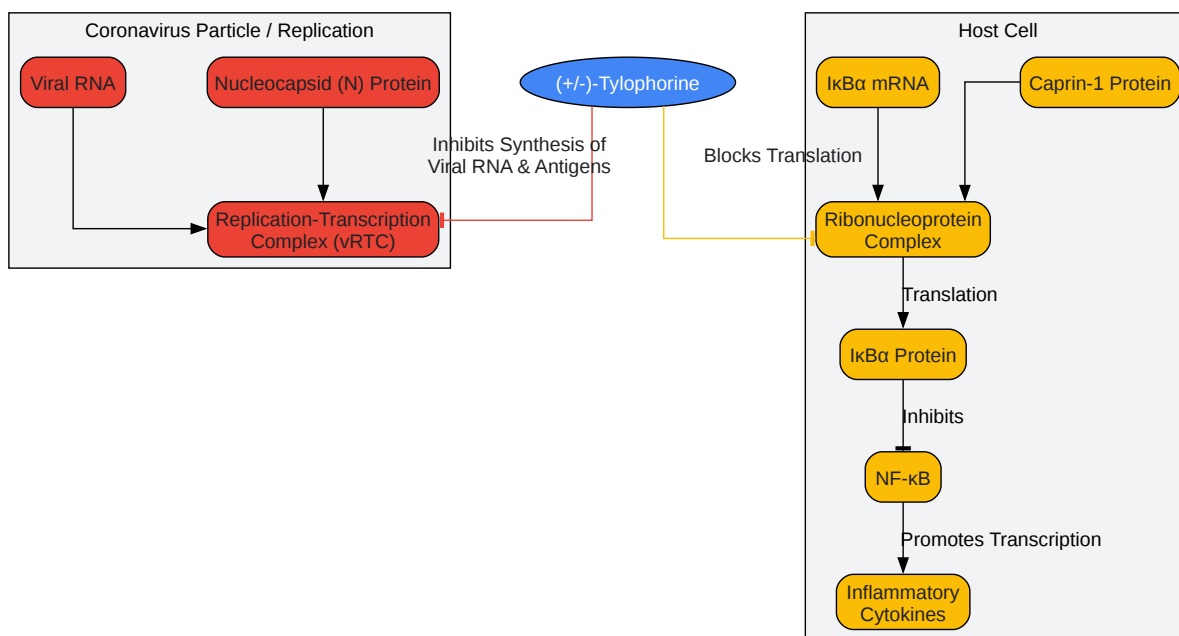 Coronavirus Particle / Replication
Viral RNA
Nucleocapsid (N) Protein
Replication-Transcription
Complex (vRTC)
(+/-)-Tylophorine
Inhibits Synthesis of
Viral RNA & Antigens
Blocks Translation
Host Cell
IκBα mRNA
Caprin-1 Protein
Ribonucleoprotein
Complex
Translation
IκBα Protein
Inhibits
NF-κB
Promotes Transcription
Inflammatory
Cytokines